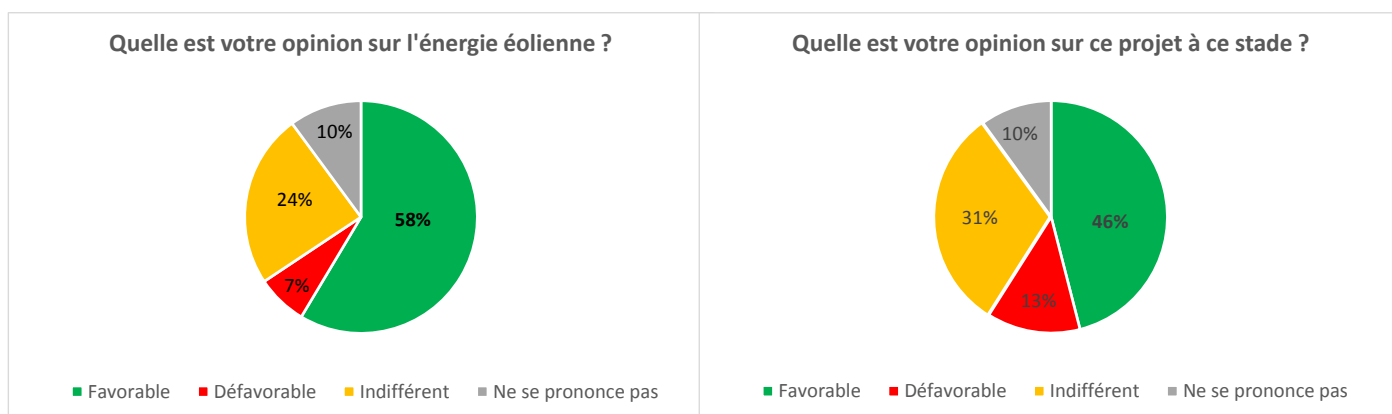 Quelle est votre opinion sur l'énergie éolienne ?
10%
24%
58%
7%
Favorable Défavorable Indifférent Ne se prononce pas
Quelle est votre opinion sur ce projet à ce stade ?
10%
31%
46%
13%
Favorable Défavorable Indifférent Ne se prononce pas